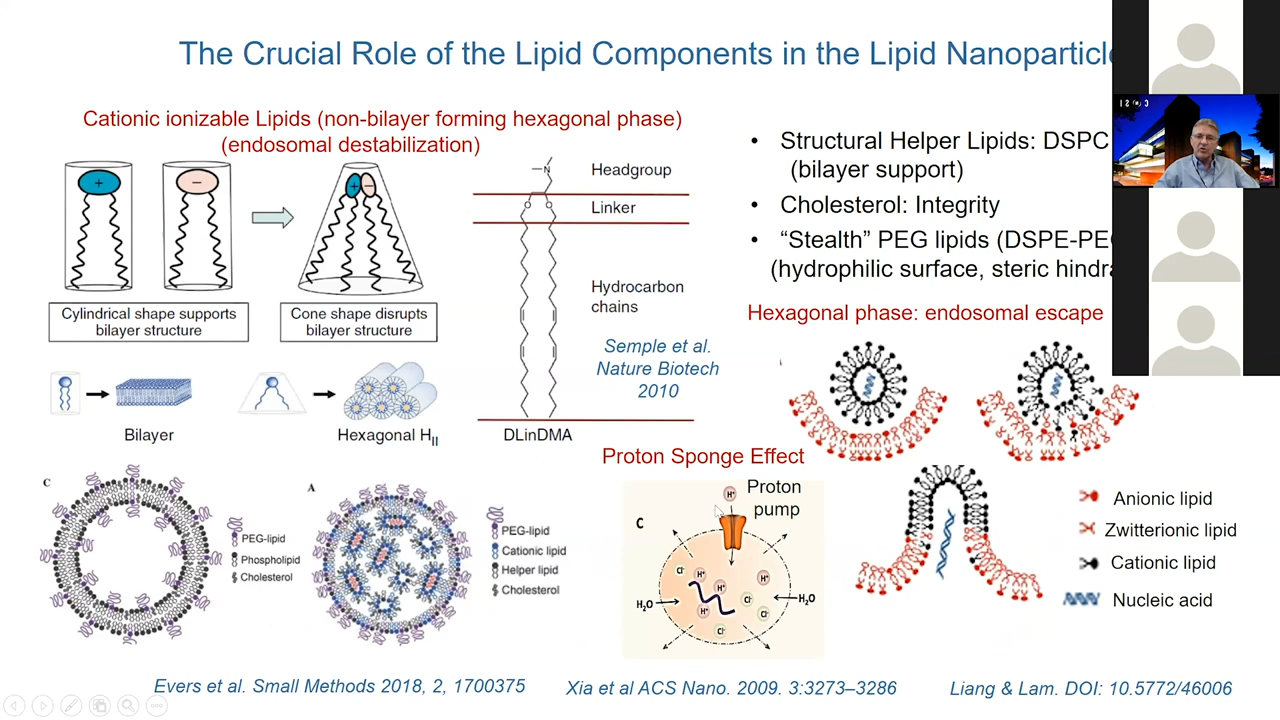 The Crucial Role of the Lipid Components in the Lipid
Cationic ionizable Lipids (non-bilayer forming hexagonal phase)
(endosomal destabilization)
+
−
+ −
Cylindrical shape supports
bilayer structure
Cone shape disrupts
bilayer structure
Bilayer
Hexagonal HII
N
Headgroup
O O
Linker
Hydrocarbon
chains
DLinDMA
Semple et al.
Nature Biotech
2010
• Structural Helper Lipids: DSPC
(bilayer support)
• Cholesterol: Integrity
• “Stealth” PEG lipids
(hydrophilic surface, steric
Hexagonal phase: endosomal escape
Anionic lipid
Zwitterionic lipid
Cationic lipid
Nucleic acid
C
PEG-lipid
Phospholipid
Cholesterol
A
PEG-lipid
Cationic lipid
Helper lipid
Cholesterol
Proton Sponge Effect
C
H+
Proton
pump
Cl-
H+
H+
H+
H2O
H2O
H+
Cl-
Cl-
Cl-
Evers et al. Small Methods 2018, 2, 1700375
Xia et al ACS Nano. 2009. 3:3273–3286
Liang & Lam. DOI: 10.5772/46006